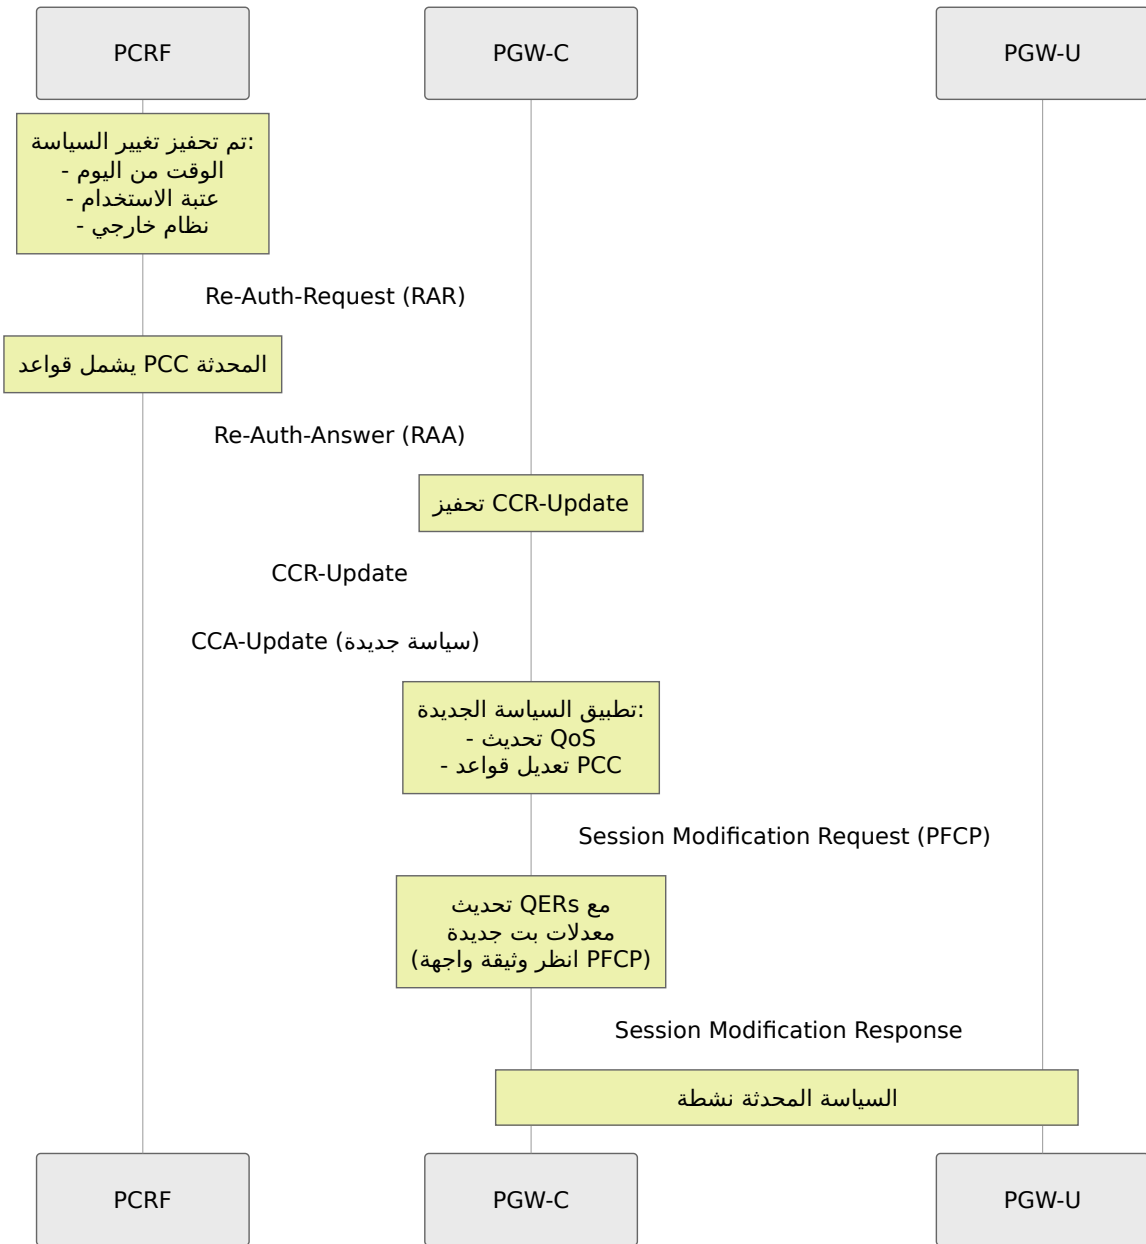 PCRF
PGW-C
PGW-U
تم تحفيز تغيير السياسة:
- الوقت من اليوم
- عتبة الاستخدام
- نظام خارجي
Re-Auth-Request (RAR)
يشمل قواعد PCC المحدثة
Re-Auth-Answer (RAA)
تحفيز CCR-Update
CCR-Update
CCA-Update (سياسة جديدة)
تطبيق السياسة الجديدة:
- تحديث QoS
- تعديل قواعد PCC
Session Modification Request (PFCP)
تحديث QERs مع
معدلات بت جديدة
(انظر وثيقة واجهة PFCP)
Session Modification Response
السياسة المحدثة نشطة
PCRF
PGW-C
PGW-U